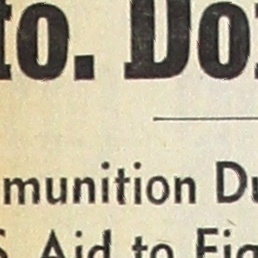 to. Do
munition Du
S Aid to Fig